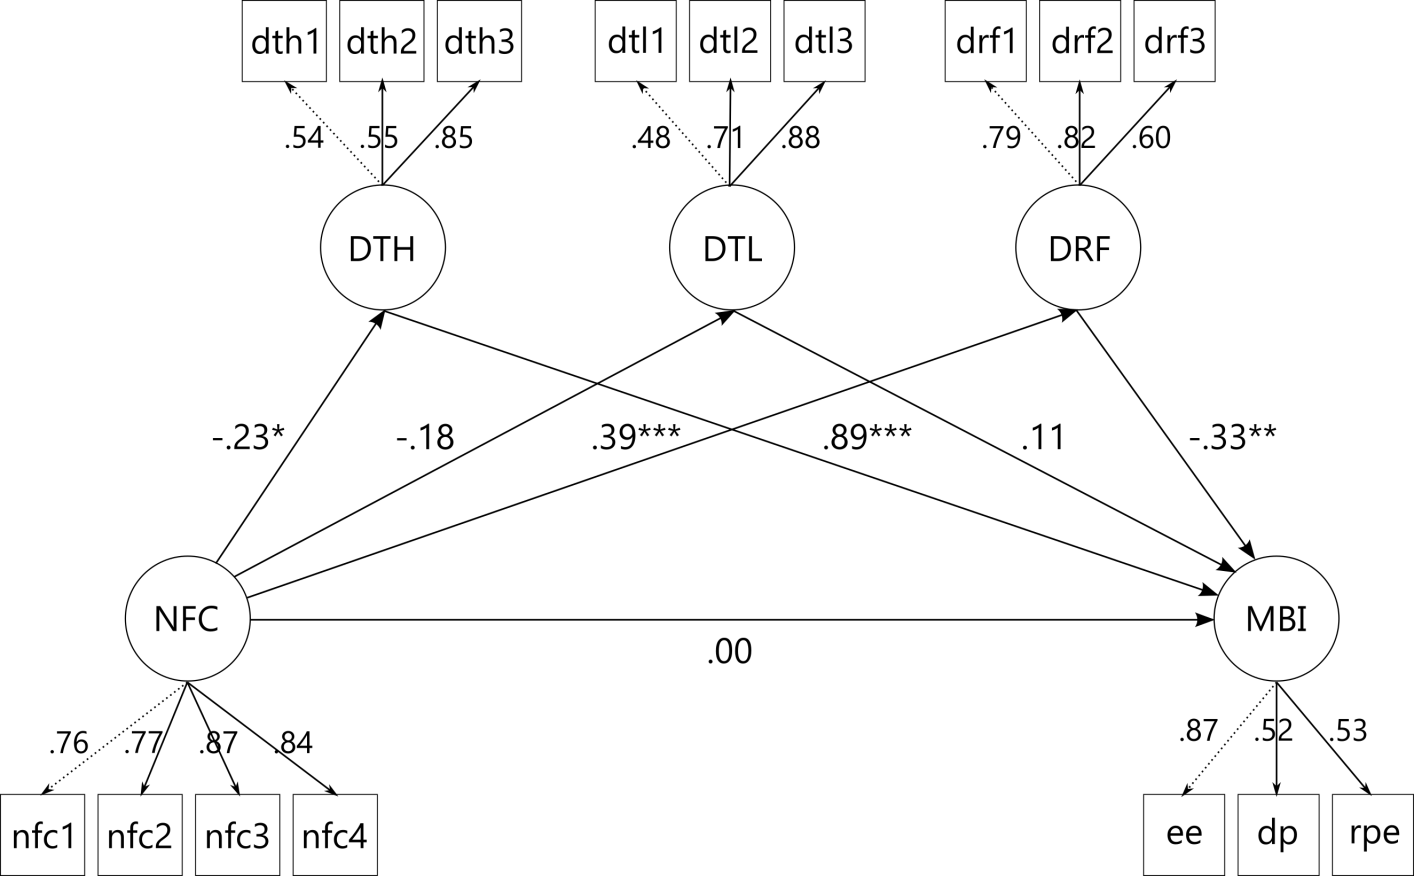 dth1 dth2 dth3 dtl1 dtl2 dtl3 drf1 drf2 drf3
.54 .55 .85 .48 .71 .88 .79 .82 .60
DTH DTL DRF
-.23* -.18 .39*** .89*** .11 -.33**
NFC MBI
.00
.76 .77 .87 .84 .87 .52 .53
nfc1 nfc2 nfc3 nfc4 ee dp rpe